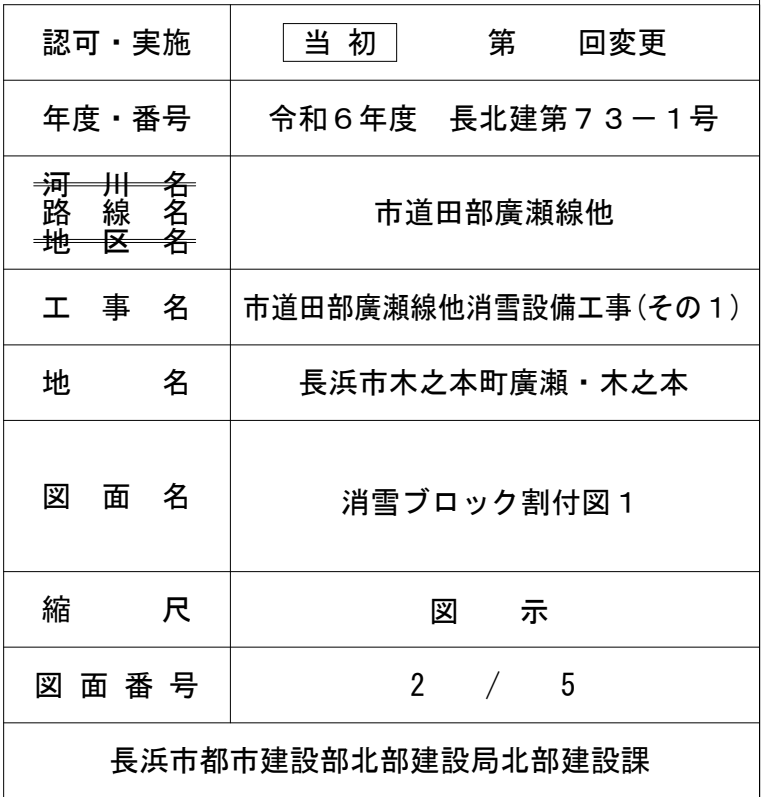 認可・実施 当初 第 回変更
年度・番号 令和６年度 長北建第７３－１号
河川名
路線名 市道田部廣瀬線他
地区名
工事名 市道田部廣瀬線他消雪設備工事(その１)
地名 長浜市木之本町廣瀬・木之本
図面名 消雪ブロック割付図１
縮尺 図示
図面番号 2 / 5
長浜市都市建設部北部建設局北部建設課